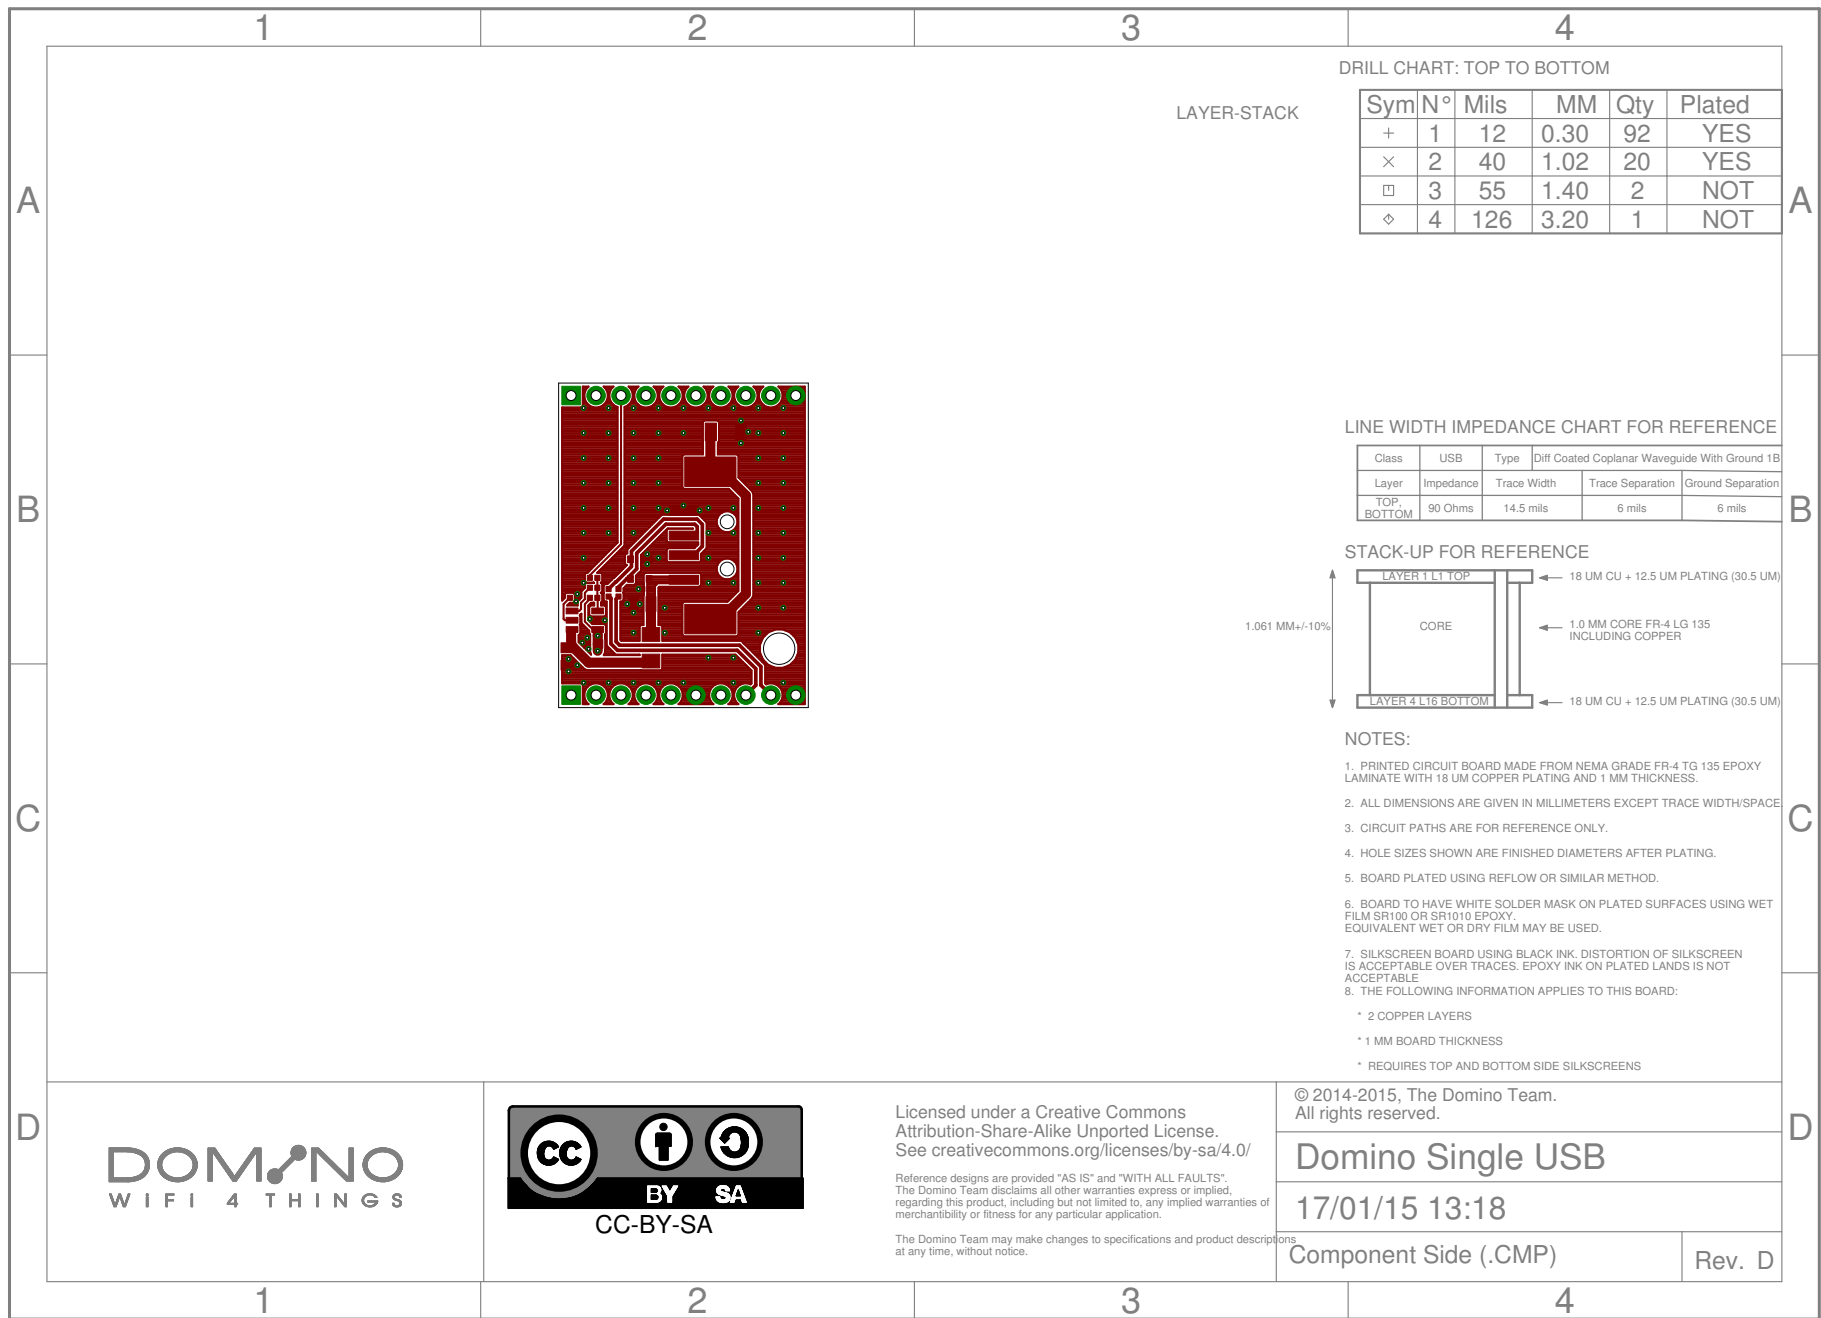 1 2 3 4
A
A
B
B
C
C
D
D
DRILL CHART: TOP TO BOTTOM
LAYER-STACK
Sym N° Mils MM Qty Plated
+ 1 12 0.30 92 YES
× 2 40 1.02 20 YES
3 55 1.40 2 NOT
4 126 3.20 1 NOT
LINE WIDTH IMPEDANCE CHART FOR REFERENCE
Class USB Type Diff Coated Coplanar Waveguide With Ground 1B
Layer Impedance Trace Width Trace Separation Ground Separation
TOP, BOTTOM 90 Ohms 14.5 mils 6 mils 6 mils
STACK-UP FOR REFERENCE
LAYER 1 L1 TOP
18 UM CU + 12.5 UM PLATING (30.5 UM)
1.061 MM+/-10%
CORE
1.0 MM CORE FR-4 LG 135
INCLUDING COPPER
LAYER 4 L16 BOTTOM
18 UM CU + 12.5 UM PLATING (30.5 UM)
NOTES:
1. PRINTED CIRCUIT BOARD MADE FROM NEMA GRADE FR-4 TG 135 EPOXY
LAMINATE WITH 18 UM COPPER PLATING AND 1 MM THICKNESS.
2. ALL DIMENSIONS ARE GIVEN IN MILLIMETERS EXCEPT TRACE WIDTH/SPACE
3. CIRCUIT PATHS ARE FOR REFERENCE ONLY.
4. HOLE SIZES SHOWN ARE FINISHED DIAMETERS AFTER PLATING.
5. BOARD PLATED USING REFLOW OR SIMILAR METHOD.
6. BOARD TO HAVE WHITE SOLDER MASK ON PLATED SURFACES USING WET
FILM SR100 OR SR1010 EPOXY.
EQUIVALENT WET OR DRY FILM MAY BE USED.
7. SILKSCREEN BOARD USING BLACK INK. DISTORTION OF SILKSCREEN
IS ACCEPTABLE OVER TRACES. EPOXY INK ON PLATED LANDS IS NOT
ACCEPTABLE
8. THE FOLLOWING INFORMATION APPLIES TO THIS BOARD:
* 2 COPPER LAYERS
* 1 MM BOARD THICKNESS
* REQUIRES TOP AND BOTTOM SIDE SILKSCREENS
DOMINO
WIFI 4 THINGS
CC
BY SA
CC-BY-SA
Licensed under a Creative Commons
Attribution-Share-Alike Unported License.
See creativecommons.org/licenses/by-sa/4.0/
Reference designs are provided "AS IS" and "WITH ALL FAULTS".
The Domino Team disclaims all other warranties express or implied,
regarding this product, including but not limited to, any implied warranties of
merchantibility or fitness for any particular application.
The Domino Team may make changes to specifications and product descriptions
at any time, without notice.
© 2014-2015, The Domino Team.
All rights reserved.
Domino Single USB
17/01/15 13:18
Component Side (.CMP)
Rev. D
1 2 3 4